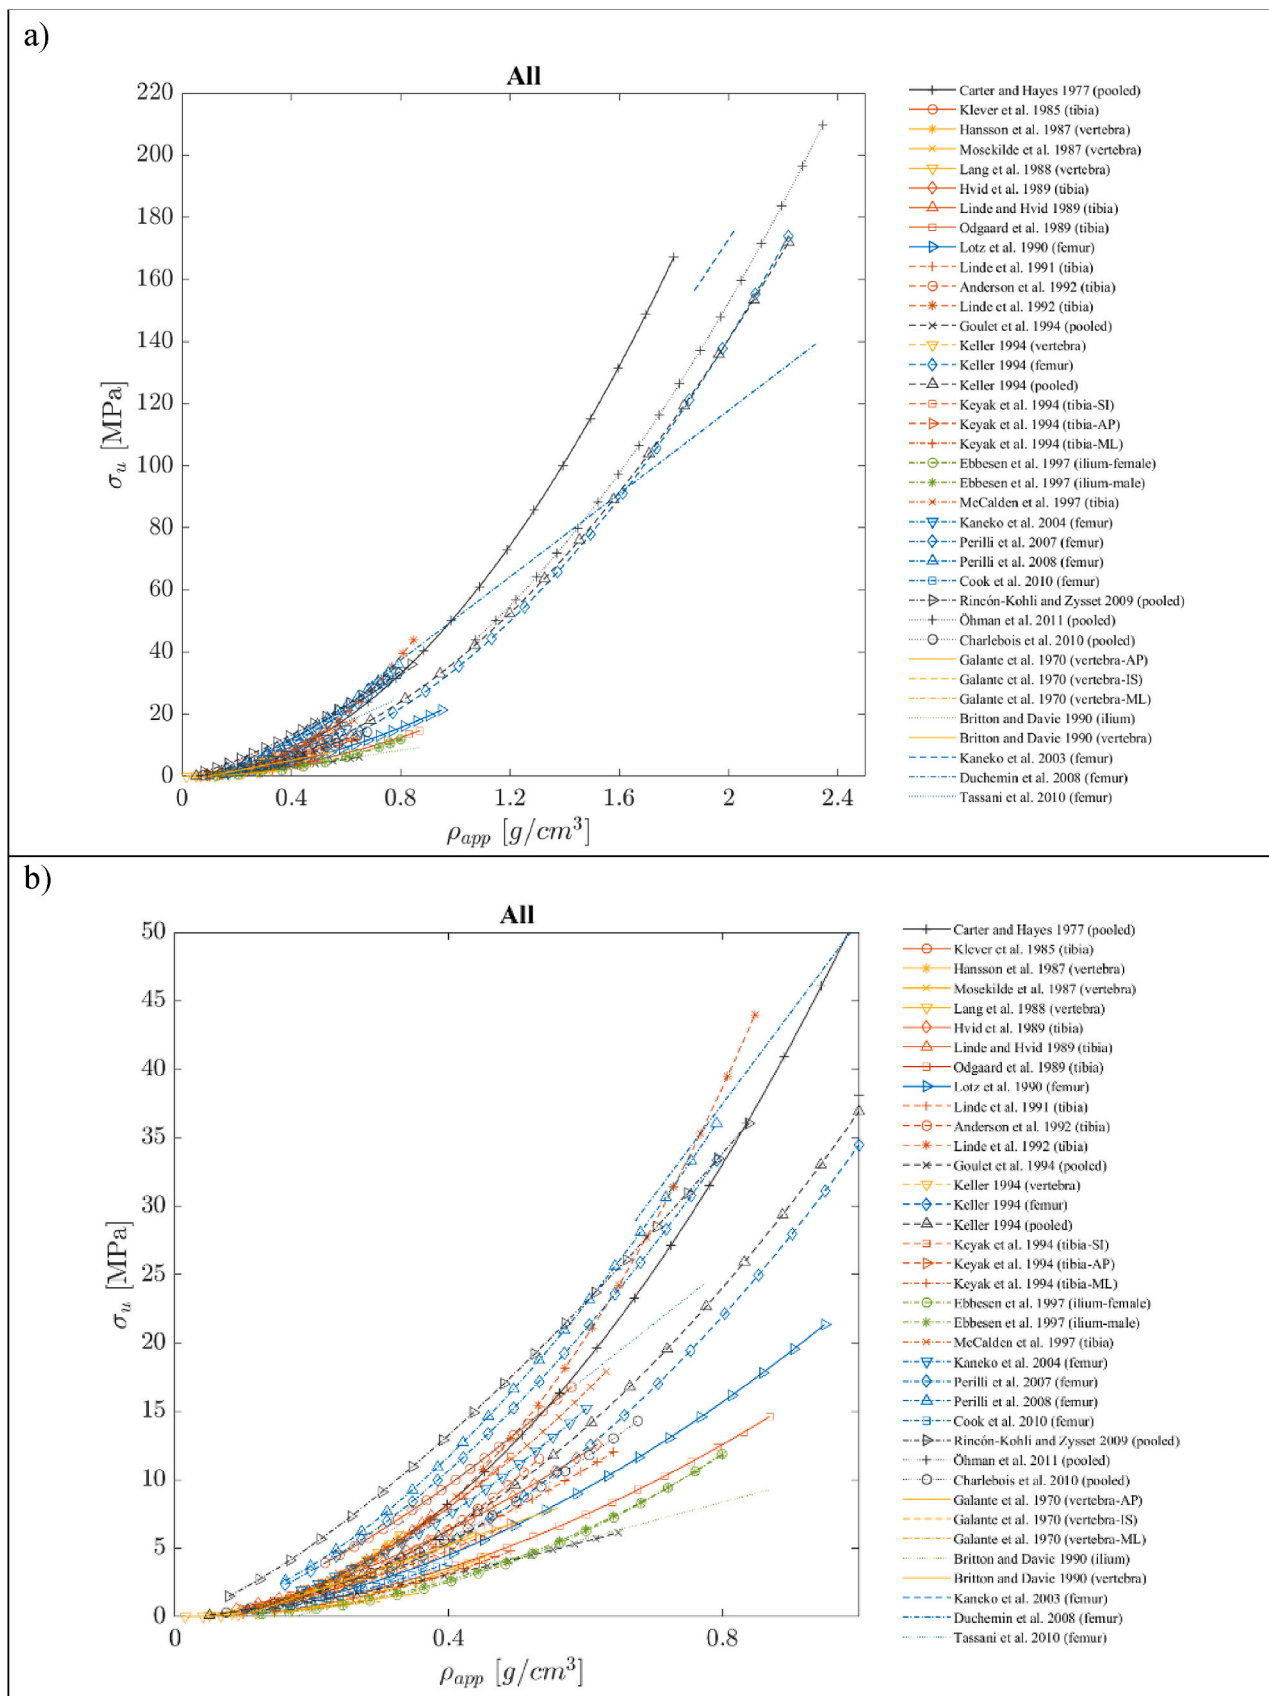 a)
All
220
200
180
160
140
120
100
80
60
40
20
0
0 0.4 0.8 1.2 1.6 2 2.4
σu [MPa]
ρapp [g/cm³]
Carter and Hayes 1977 (pooled)
Klever et al. 1985 (tibia)
Hansson et al. 1987 (vertebra)
Mosekilde et al. 1987 (vertebra)
Lang et al. 1988 (vertebra)
Hvid et al. 1989 (tibia)
Linde and Hvid 1989 (tibia)
Odgaard et al. 1989 (tibia)
Lotz et al. 1990 (femur)
Linde et al. 1991 (tibia)
Anderson et al. 1992 (tibia)
Linde et al. 1992 (tibia)
Goulet et al. 1994 (pooled)
Keller 1994 (vertebra)
Keller 1994 (femur)
Keller 1994 (pooled)
Keyak et al. 1994 (tibia-SI)
Keyak et al. 1994 (tibia-AP)
Keyak et al. 1994 (tibia-ML)
Ebbesen et al. 1997 (ilium-female)
Ebbesen et al. 1997 (ilium-male)
McCalden et al. 1997 (tibia)
Kaneko et al. 2004 (femur)
Perilli et al. 2007 (femur)
Perilli et al. 2008 (femur)
Cook et al. 2010 (femur)
Rincón-Kohli and Zysset 2009 (pooled)
Öhman et al. 2011 (pooled)
Charlebois et al. 2010 (pooled)
Galante et al. 1970 (vertebra-AP)
Galante et al. 1970 (vertebra-IS)
Galante et al. 1970 (vertebra-ML)
Britton and Davie 1990 (ilium)
Britton and Davie 1990 (vertebra)
Kaneko et al. 2003 (femur)
Duchemin et al. 2008 (femur)
Tassani et al. 2010 (femur)
b)
All
50
45
40
35
30
25
20
15
10
5
0
0 0.4 0.8
σu [MPa]
ρapp [g/cm³]
Carter and Hayes 1977 (pooled)
Klever et al. 1985 (tibia)
Hansson et al. 1987 (vertebra)
Mosekilde et al. 1987 (vertebra)
Lang et al. 1988 (vertebra)
Hvid et al. 1989 (tibia)
Linde and Hvid 1989 (tibia)
Odgaard et al. 1989 (tibia)
Lotz et al. 1990 (femur)
Linde et al. 1991 (tibia)
Anderson et al. 1992 (tibia)
Linde et al. 1992 (tibia)
Goulet et al. 1994 (pooled)
Keller 1994 (vertebra)
Keller 1994 (femur)
Keller 1994 (pooled)
Keyak et al. 1994 (tibia-SI)
Keyak et al. 1994 (tibia-AP)
Keyak et al. 1994 (tibia-ML)
Ebbesen et al. 1997 (ilium-female)
Ebbesen et al. 1997 (ilium-male)
McCalden et al. 1997 (tibia)
Kaneko et al. 2004 (femur)
Perilli et al. 2007 (femur)
Perilli et al. 2008 (femur)
Cook et al. 2010 (femur)
Rincón-Kohli and Zysset 2009 (pooled)
Öhman et al. 2011 (pooled)
Charlebois et al. 2010 (pooled)
Galante et al. 1970 (vertebra-AP)
Galante et al. 1970 (vertebra-IS)
Galante et al. 1970 (vertebra-ML)
Britton and Davie 1990 (ilium)
Britton and Davie 1990 (vertebra)
Kaneko et al. 2003 (femur)
Duchemin et al. 2008 (femur)
Tassani et al. 2010 (femur)